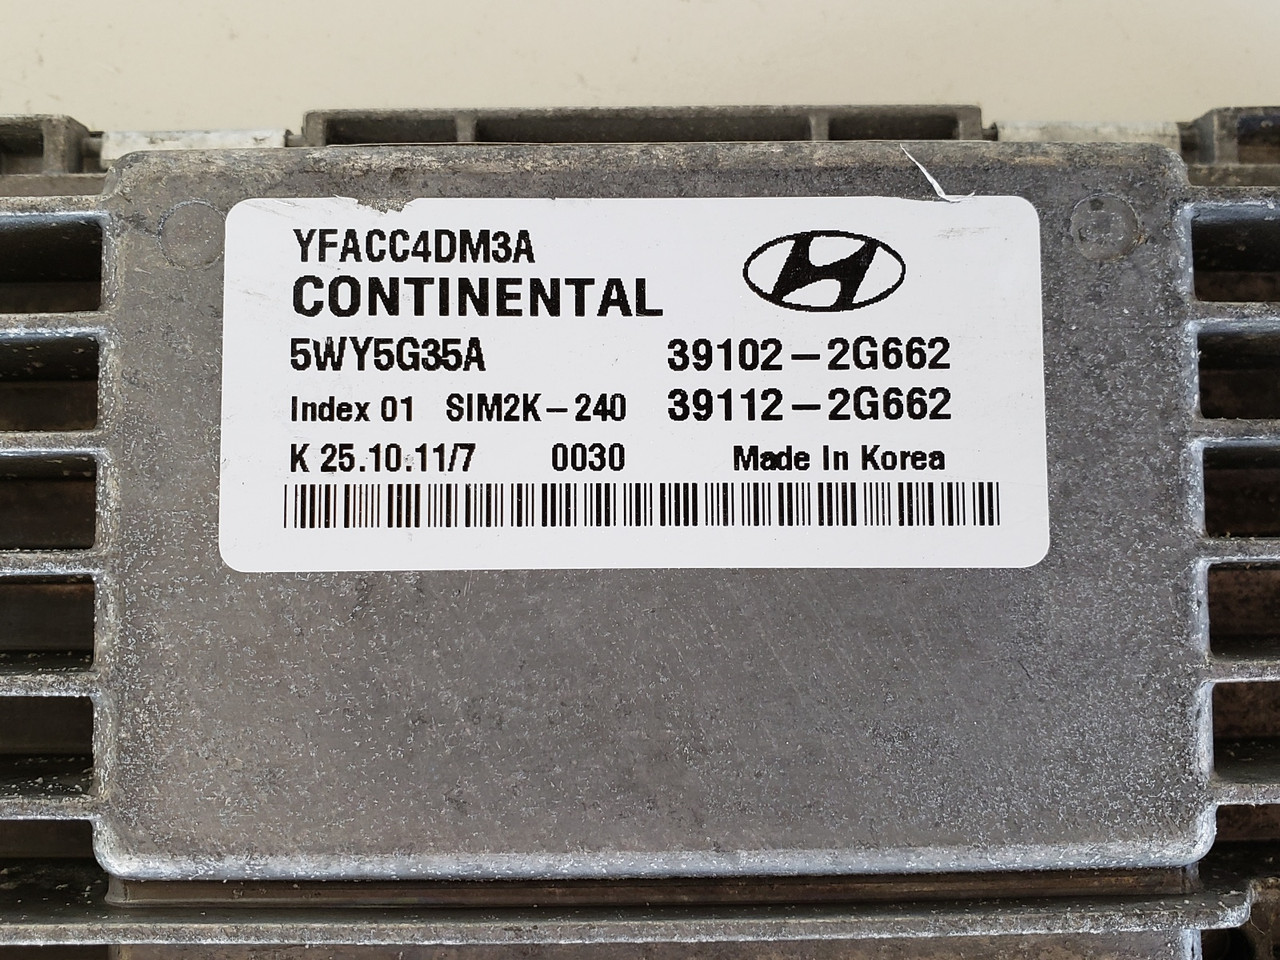 YFACC4DM3A
CONTINENTAL
5WY5G35A 39102-2G662
Index 01 SIM2K-240 39112-2G662
K 25.10.11/7 0030 Made In Korea